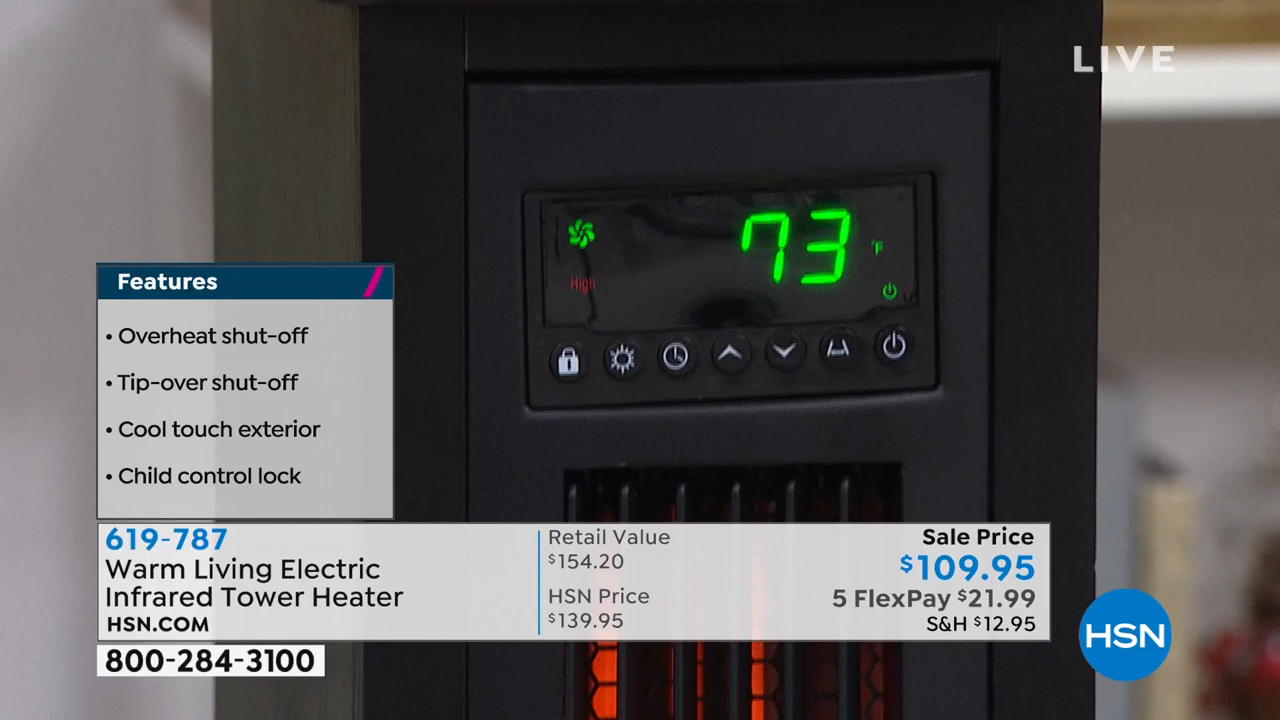 LIVE
73 °F
High
Features
• Overheat shut-off
• Tip-over shut-off
• Cool touch exterior
• Child control lock
619-787
Warm Living Electric
Infrared Tower Heater
HSN.COM
Retail Value
$154.20
HSN Price
$139.95
Sale Price
$109.95
5 FlexPay $21.99
S&H $12.95
800-284-3100
HSN